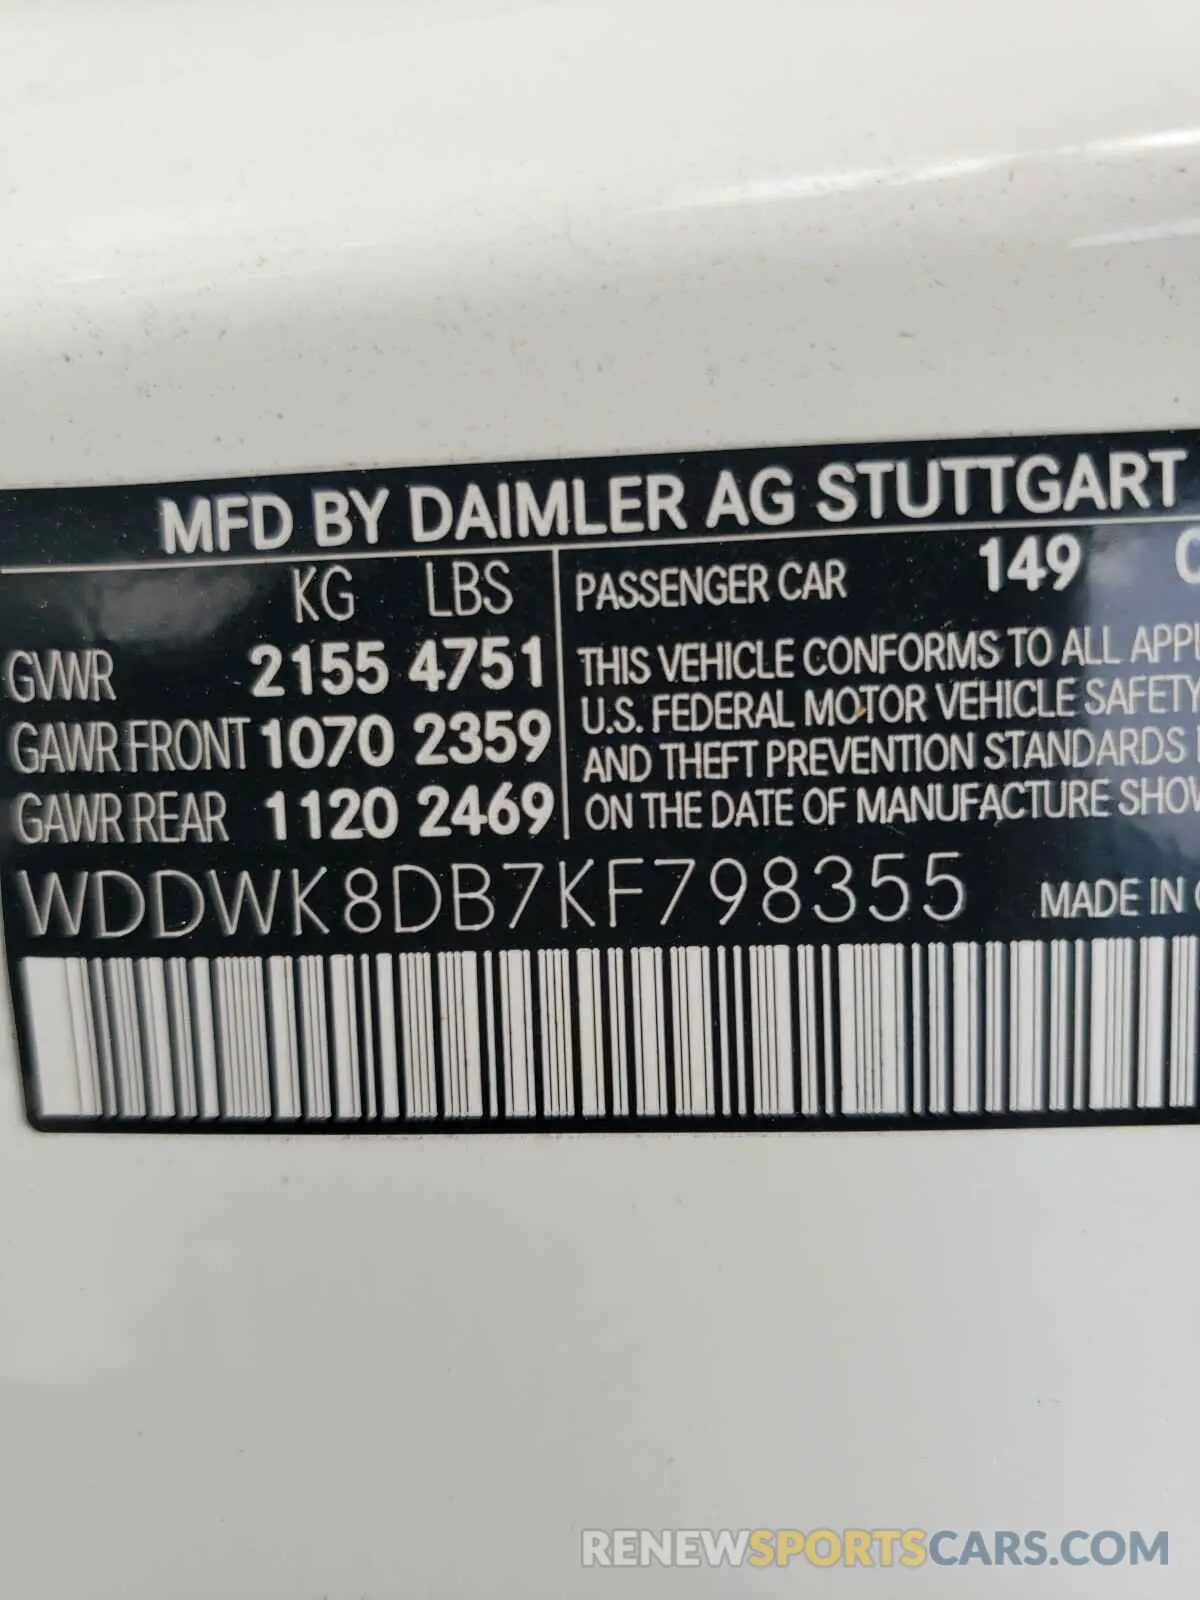 MFD BY DAIMLER AG STUTTGART
KG LBS
GVWR 2155 4751
GAWR FRONT 1070 2359
GAWR REAR 1120 2469
PASSENGER CAR 149
THIS VEHICLE CONFORMS TO ALL
U.S. FEDERAL MOTOR VEHICLE SAFETY
AND THEFT PREVENTION STANDARDS
ON THE DATE OF MANUFACTURE
WDDWK8DB7KF798355 MADE IN
RENEWSPORTSCARS.COM